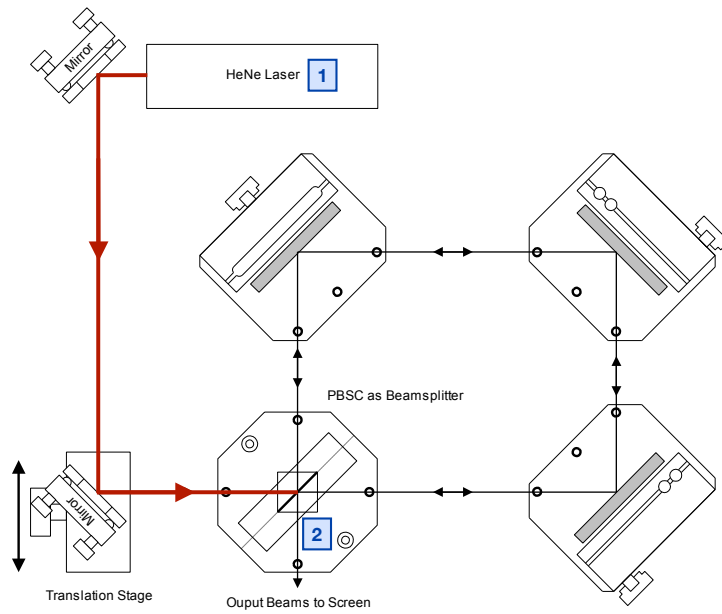 Mirror
HeNe Laser
1
PBSC as Beamsplitter
Mirror
2
Translation Stage
Ouput Beams to Screen